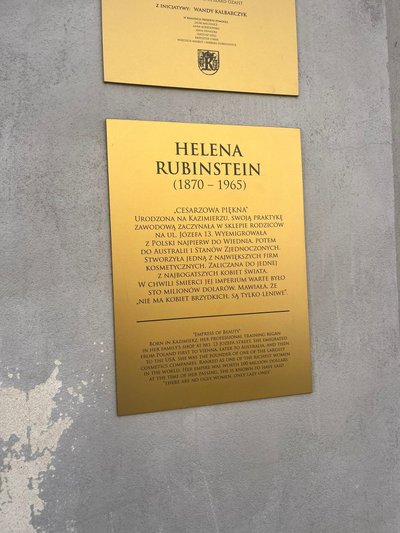 Z INICJATYWY: WANDY KALBARCZYK
HELENA
RUBINSTEIN
(1870 – 1965)
„CESARZOWA PIĘKNA”
URODZONA NA KAZIMIERZU, SWOJĄ PRAKTYKĘ
ZAWODOWĄ ZACZYNAŁA W SKLEPIE RODZICÓW
NA UL. JÓZEFA 13. WYEMIGROWAŁA
Z POLSKI NAJPIERW DO WIEDNIA, POTEM
DO AUSTRALII I STANÓW ZJEDNOCZONYCH.
STWORZYŁA JEDNĄ Z NAJWIĘKSZYCH FIRM
KOSMETYCZNYCH. ZALICZANA DO JEDNEJ
Z NAJBOGATSZYCH KOBIET ŚWIATA.
W CHWILI ŚMIERCI JEJ IMPERIUM WARTE BYŁO
STO MILIONÓW DOLARÓW. MAWIAŁA, ŻE
„NIE MA KOBIET BRZYDKICH, SĄ TYLKO LENIWE”.
"EMPRESS OF BEAUTY"
BORN IN KAZIMIERZ, HER PROFESSIONAL TRAINING BEGAN
IN HER FAMILY'S SHOP AT NO. 13 JOZEFA STREET. SHE EMIGRATED
FROM POLAND FIRST TO VIENNA, LATER TO AUSTRALIA, AND THEN
TO THE USA. SHE WAS THE FOUNDER OF ONE OF THE LARGEST
COSMETICS COMPANIES. RANKED AS ONE OF THE RICHEST WOMEN
IN THE WORLD. HER EMPIRE WAS WORTH 100 MILLION DOLLARS
AT THE TIME OF HER PASSING. SHE IS KNOWN TO HAVE SAID
"THERE ARE NO UGLY WOMEN, ONLY LAZY ONES"